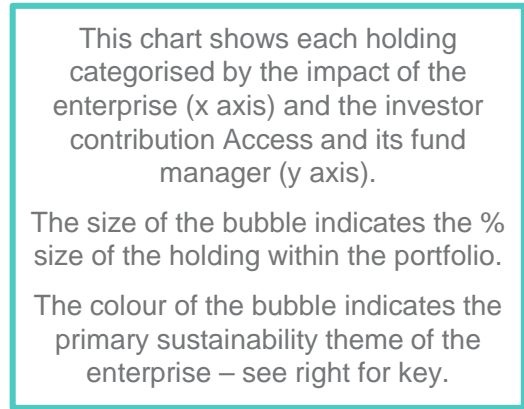 This chart shows each holding
categorised by the impact of the
enterprise (x axis) and the investor
contribution Access and its fund
manager (y axis).
The size of the bubble indicates the %
size of the holding within the portfolio.
The colour of the bubble indicates the
primary sustainability theme of the
enterprise – see right for key.